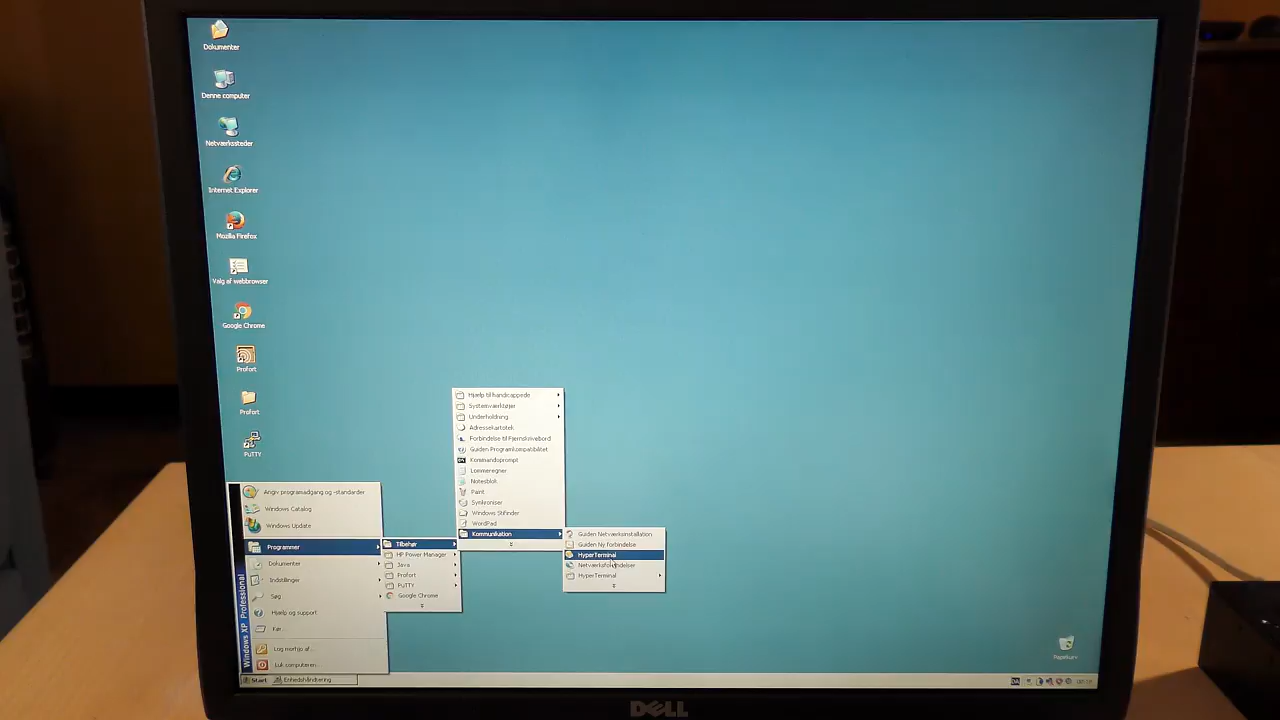 Dokumenter
Denne computer
Netværkssteder
Internet Explorer
Mozilla Firefox
Valg af webbrowser
Google Chrome
Profort
Profort
PuTTY
Angiv programadgang og -standarder
Windows Catalog
Windows Update
Programmer
Dokumenter
Indstillinger
Søg
Hjælp og support
Kør...
Log morhjo af...
Luk computeren...
Windows XP Professional
Tilbehør
HP Power Manager
Java
Profort
PuTTY
Google Chrome
Hjælp til handicappede
Systemværktøjer
Underholdning
Adressekartotek
Forbindelse til Fjernskrivebord
Guiden Programkompatibilitet
Kommandoprompt
Lommeregner
Notesblok
Paint
Synkroniser
Windows Stifinder
WordPad
Kommunikation
Guiden Netværksinstallation
Guiden Ny forbindelse
HyperTerminal
Netværksforbindelser
HyperTerminal
Papirkurv
Start
Enhedshåndtering
DA
DELL